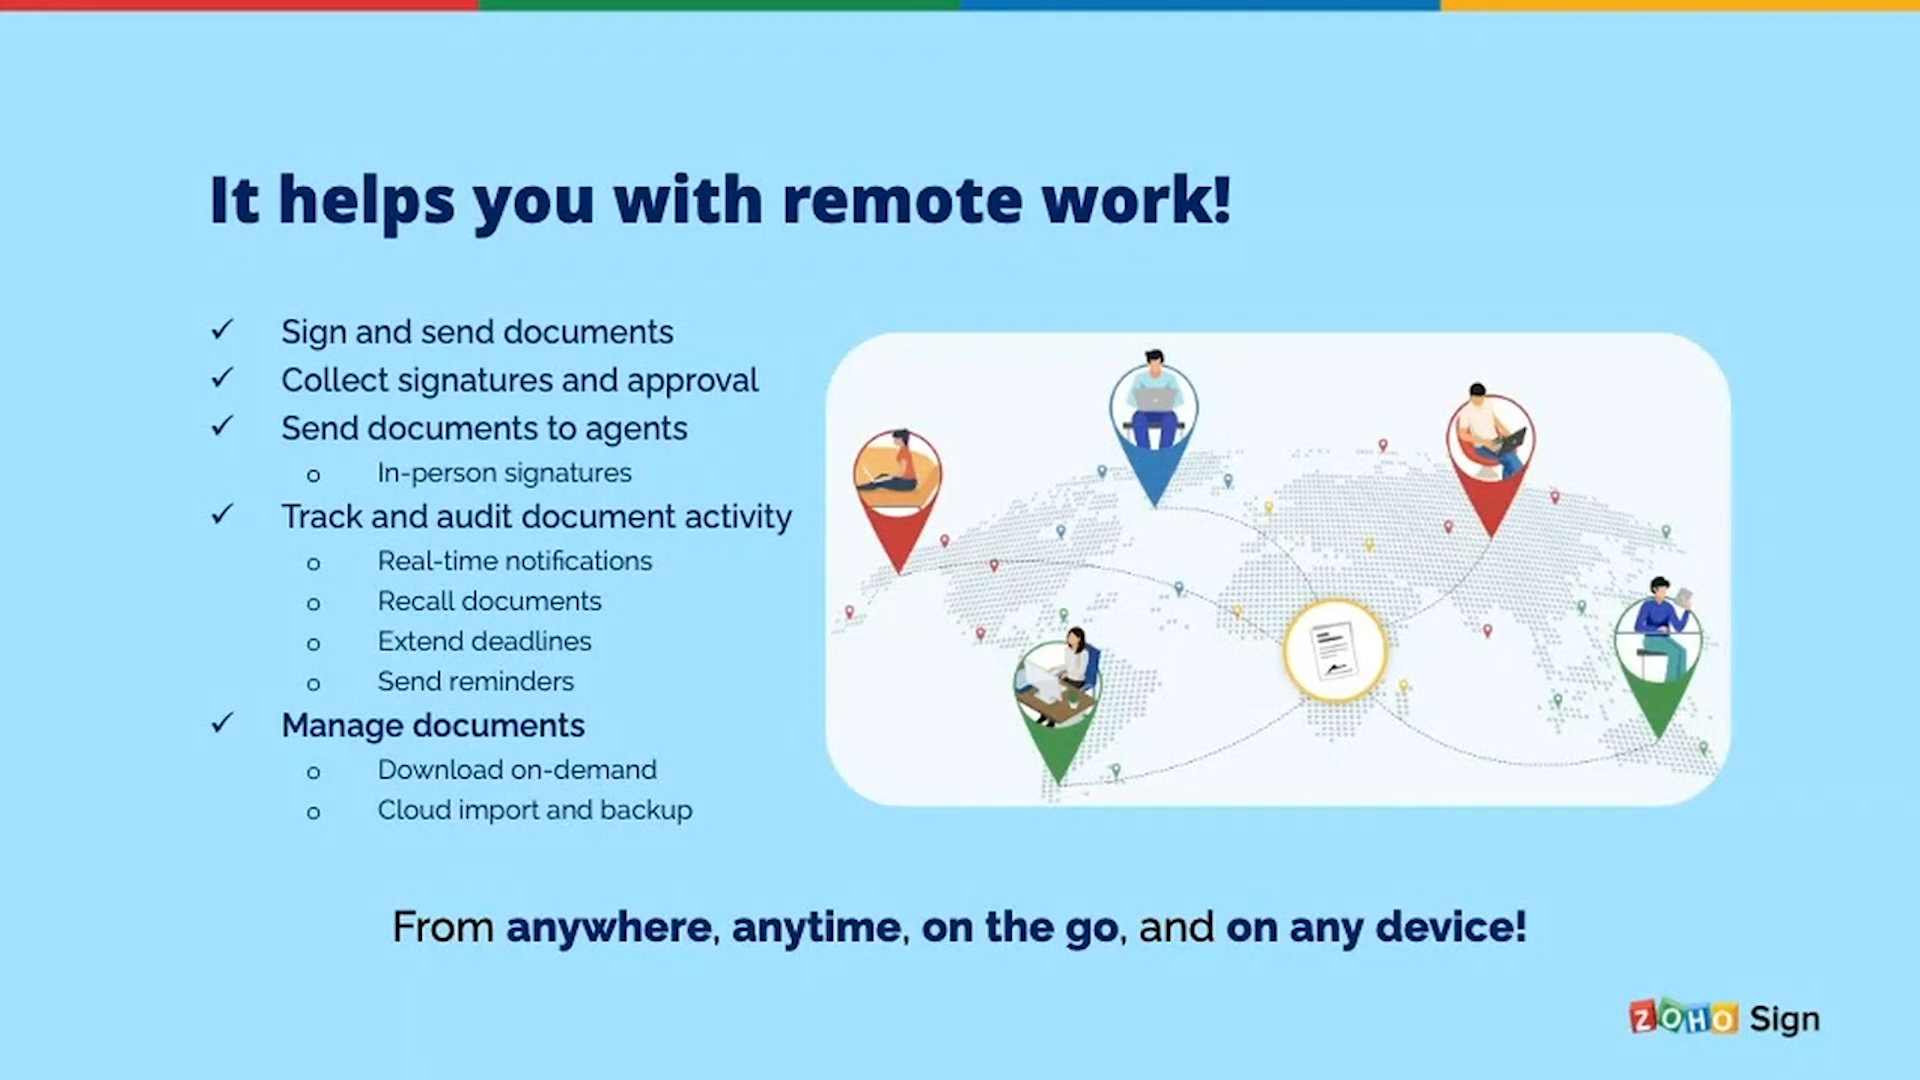 It helps you with remote work!
✓ Sign and send documents
✓ Collect signatures and approval
✓ Send documents to agents
o In-person signatures
✓ Track and audit document activity
o Real-time notifications
o Recall documents
o Extend deadlines
o Send reminders
✓ Manage documents
o Download on-demand
o Cloud import and backup
From anywhere, anytime, on the go, and on any device!
ZOHO Sign